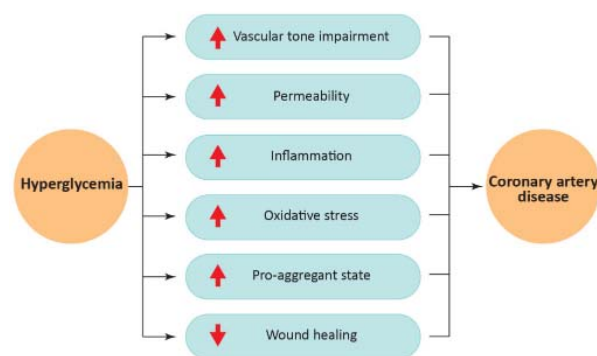 Vascular tone impairment
Permeability
Hyperglycemia
Inflammation
Coronary artery
disease
Oxidative stress
Pro-aggregant state
Wound healing